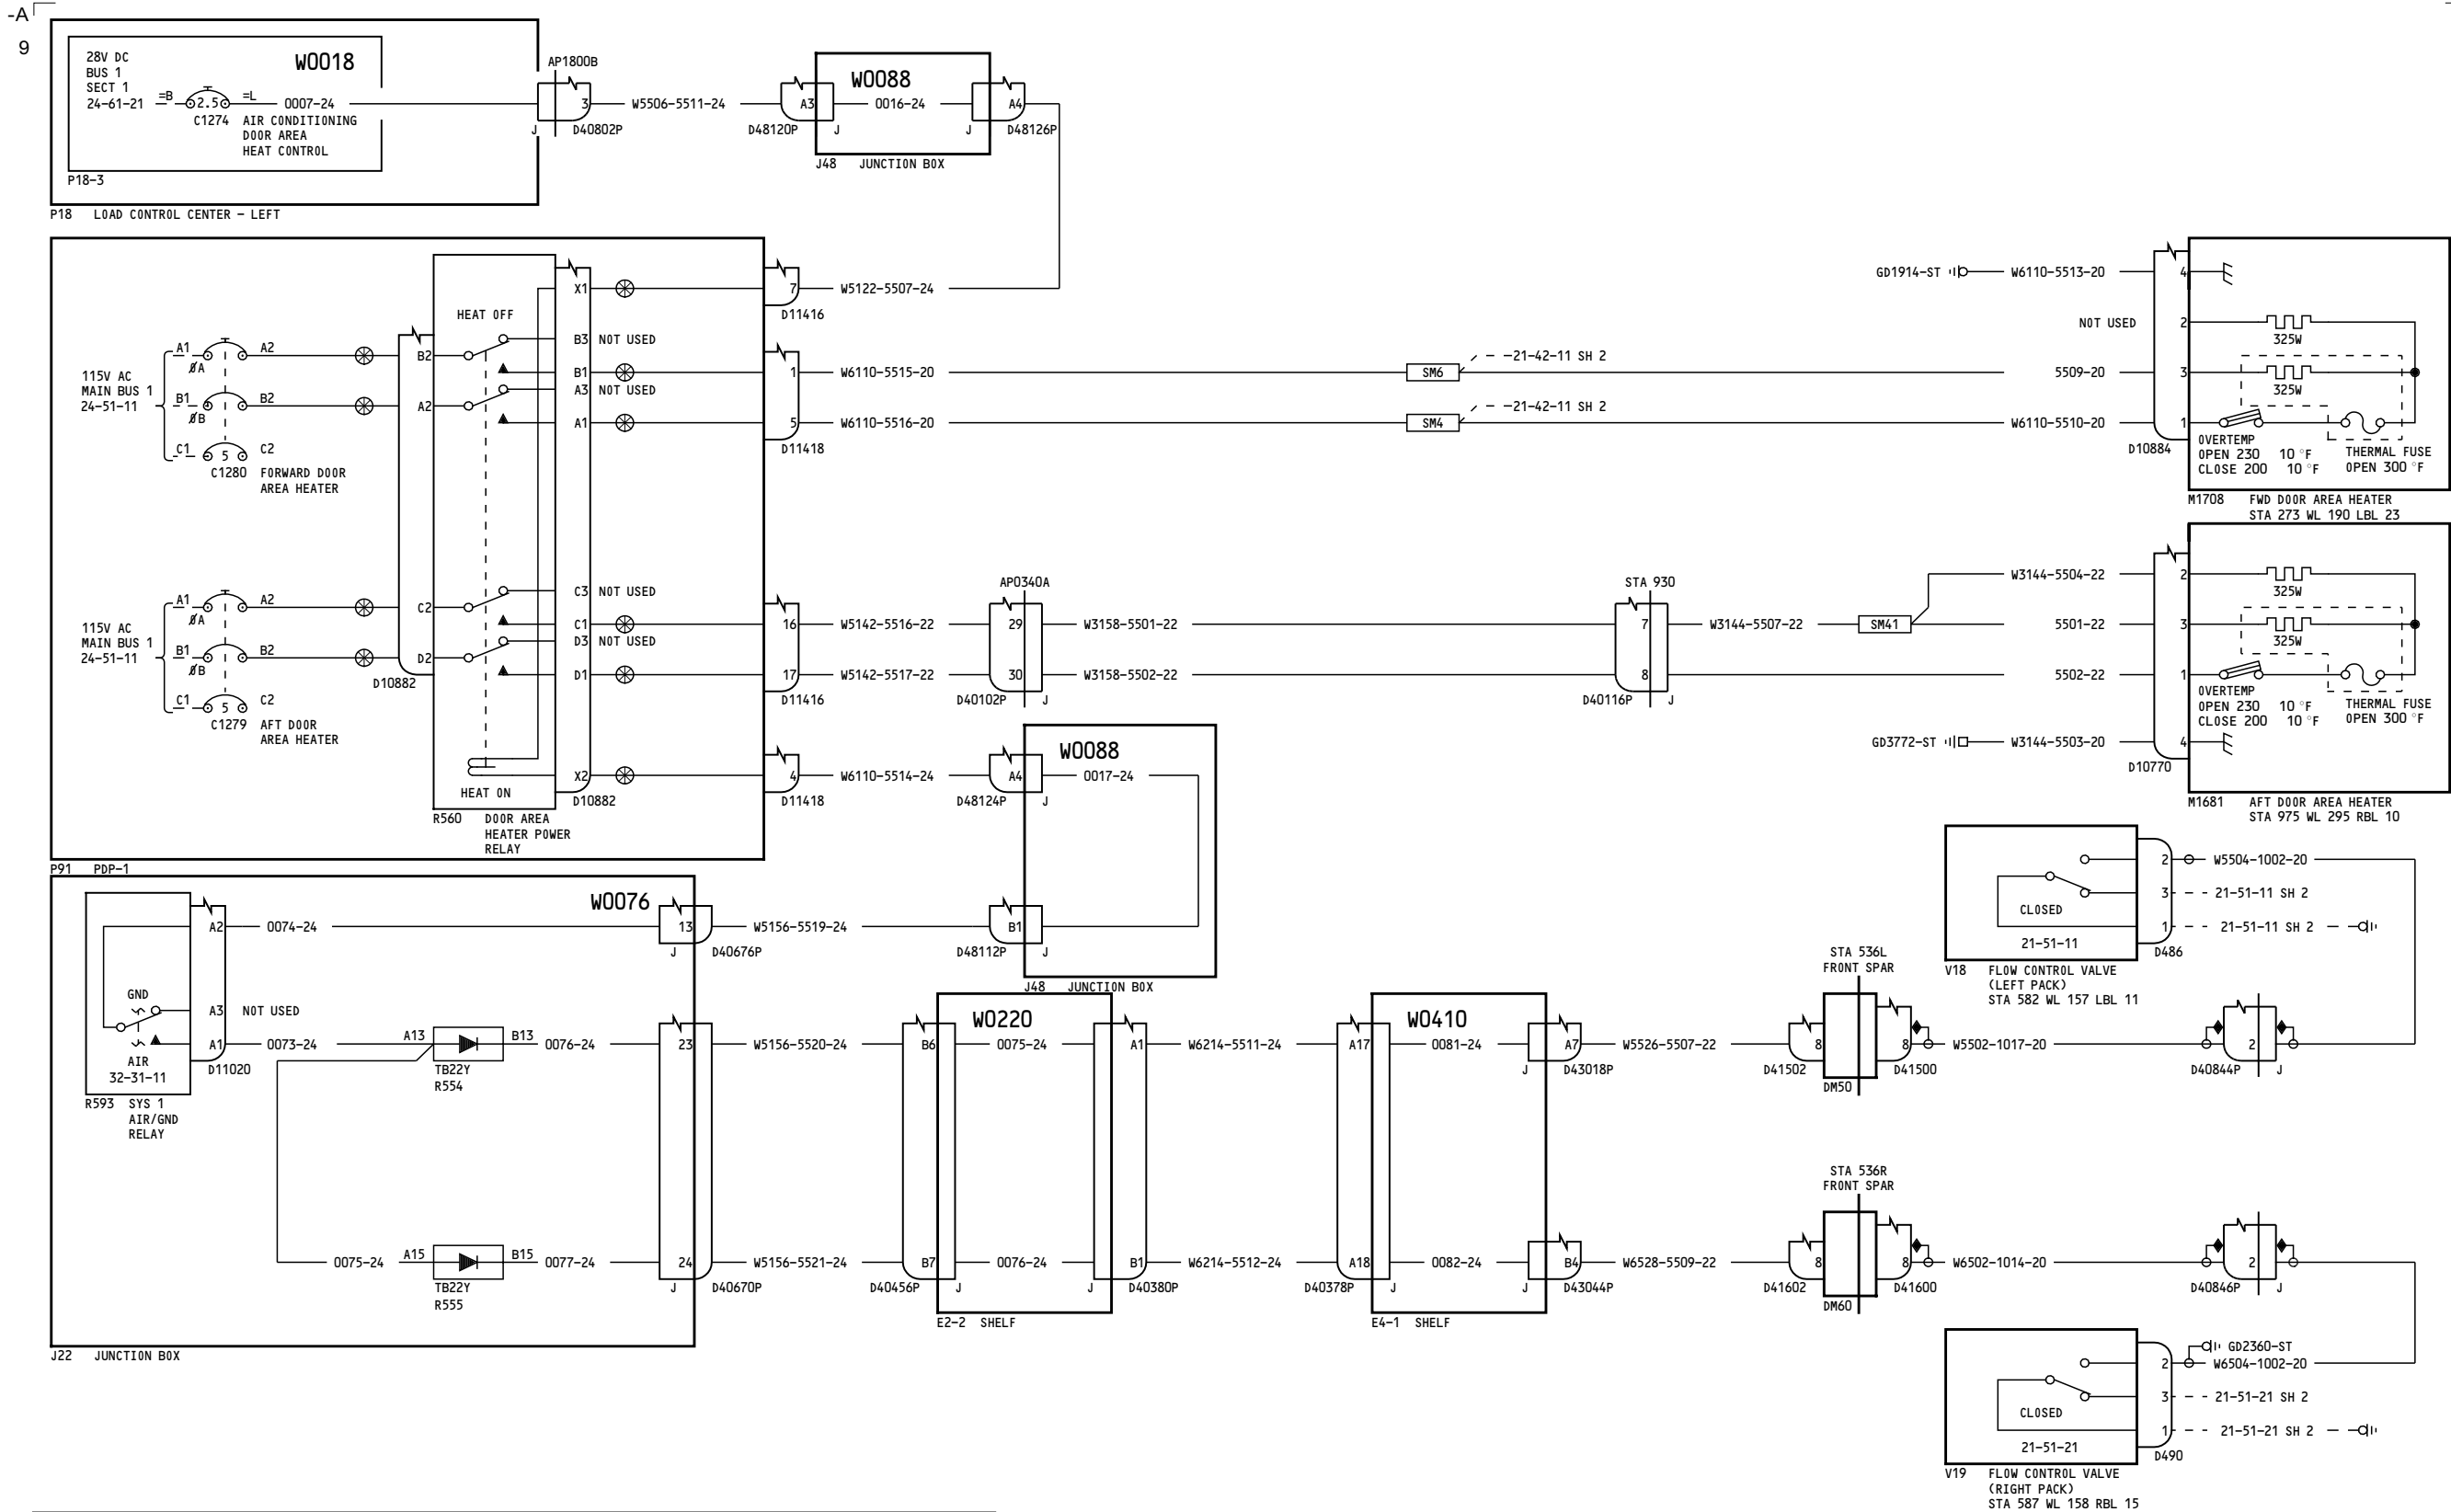 -A
9
28V DC
BUS 1
SECT 1
24-61-21
=B
2.5
=L
0007-24
W0018
C1274
AIR CONDITIONING
DOOR AREA
HEAT CONTROL
P18-3
P18 LOAD CONTROL CENTER - LEFT
AP1800B
3
J
D40802P
W5506-5511-24
A3
D48120P
J
W0088
0016-24
A4
J
D48126P
J48 JUNCTION BOX
115V AC
MAIN BUS 1
24-51-11
A1
ØA
A2
B1
ØB
B2
C1
5
C2
C1280
FORWARD DOOR
AREA HEATER
115V AC
MAIN BUS 1
24-51-11
A1
ØA
A2
B1
ØB
B2
C1
5
C2
C1279
AFT DOOR
AREA HEATER
B2
A2
C2
D2
D10882
HEAT OFF
HEAT ON
X1
B3 NOT USED
B1
A3 NOT USED
A1
C3 NOT USED
C1
D3 NOT USED
D1
X2
D10882
R560
DOOR AREA
HEATER POWER
RELAY
P91 PDP-1
7
D11416
W5122-5507-24
1
W6110-5515-20
5
W6110-5516-20
D11418
SM6
21-42-11 SH 2
SM4
21-42-11 SH 2
16
W5142-5516-22
17
W5142-5517-22
D11416
4
W6110-5514-24
D11418
AP0340A
29
W3158-5501-22
30
W3158-5502-22
D40102P
J
STA 930
7
W3144-5507-22
8
D40116P
J
SM41
GD1914-ST
W6110-5513-20
4
NOT USED
2
325W
5509-20
3
325W
W6110-5510-20
1
D10884
OVERTEMP
OPEN 230 10 °F
CLOSE 200 10 °F
THERMAL FUSE
OPEN 300 °F
M1708 FWD DOOR AREA HEATER
STA 273 WL 190 LBL 23
W3144-5504-22
2
325W
5501-22
3
325W
5502-22
1
OVERTEMP
OPEN 230 10 °F
CLOSE 200 10 °F
THERMAL FUSE
OPEN 300 °F
GD3772-ST
W3144-5503-20
4
D10770
M1681 AFT DOOR AREA HEATER
STA 975 WL 295 RBL 10
A4
D48124P
J
W0088
0017-24
B1
D48112P
J
J48 JUNCTION BOX
W0076
A2
0074-24
13
J
D40676P
W5156-5519-24
GND
A3 NOT USED
A1
0073-24
AIR
32-31-11
D11020
R593 SYS 1
AIR/GND
RELAY
A13
B13
TB22Y
R554
0076-24
23
W5156-5520-24
0075-24
A15
B15
TB22Y
R555
0077-24
24
J
D40670P
W5156-5521-24
J22 JUNCTION BOX
W0220
B6
0075-24
A1
B7
0076-24
B1
D40456P
J
J
D40380P
E2-2 SHELF
W6214-5511-24
W6214-5512-24
W0410
A17
0081-24
A7
J
D43018P
A18
0082-24
B4
D40378P
J
J
D43044P
E4-1 SHELF
W5526-5507-22
STA 536L
FRONT SPAR
8
8
D41502
D41500
DM50
W5502-1017-20
2
D40844P
J
W6528-5509-22
STA 536R
FRONT SPAR
8
8
D41602
D41600
DM60
W6502-1014-20
2
D40846P
J
CLOSED
21-51-11
2
W5504-1002-20
3
21-51-11 SH 2
1
21-51-11 SH 2
D486
V18 FLOW CONTROL VALVE
(LEFT PACK)
STA 582 WL 157 LBL 11
CLOSED
21-51-21
GD2360-ST
2
W6504-1002-20
3
21-51-21 SH 2
1
21-51-21 SH 2
D490
V19 FLOW CONTROL VALVE
(RIGHT PACK)
STA 587 WL 158 RBL 15